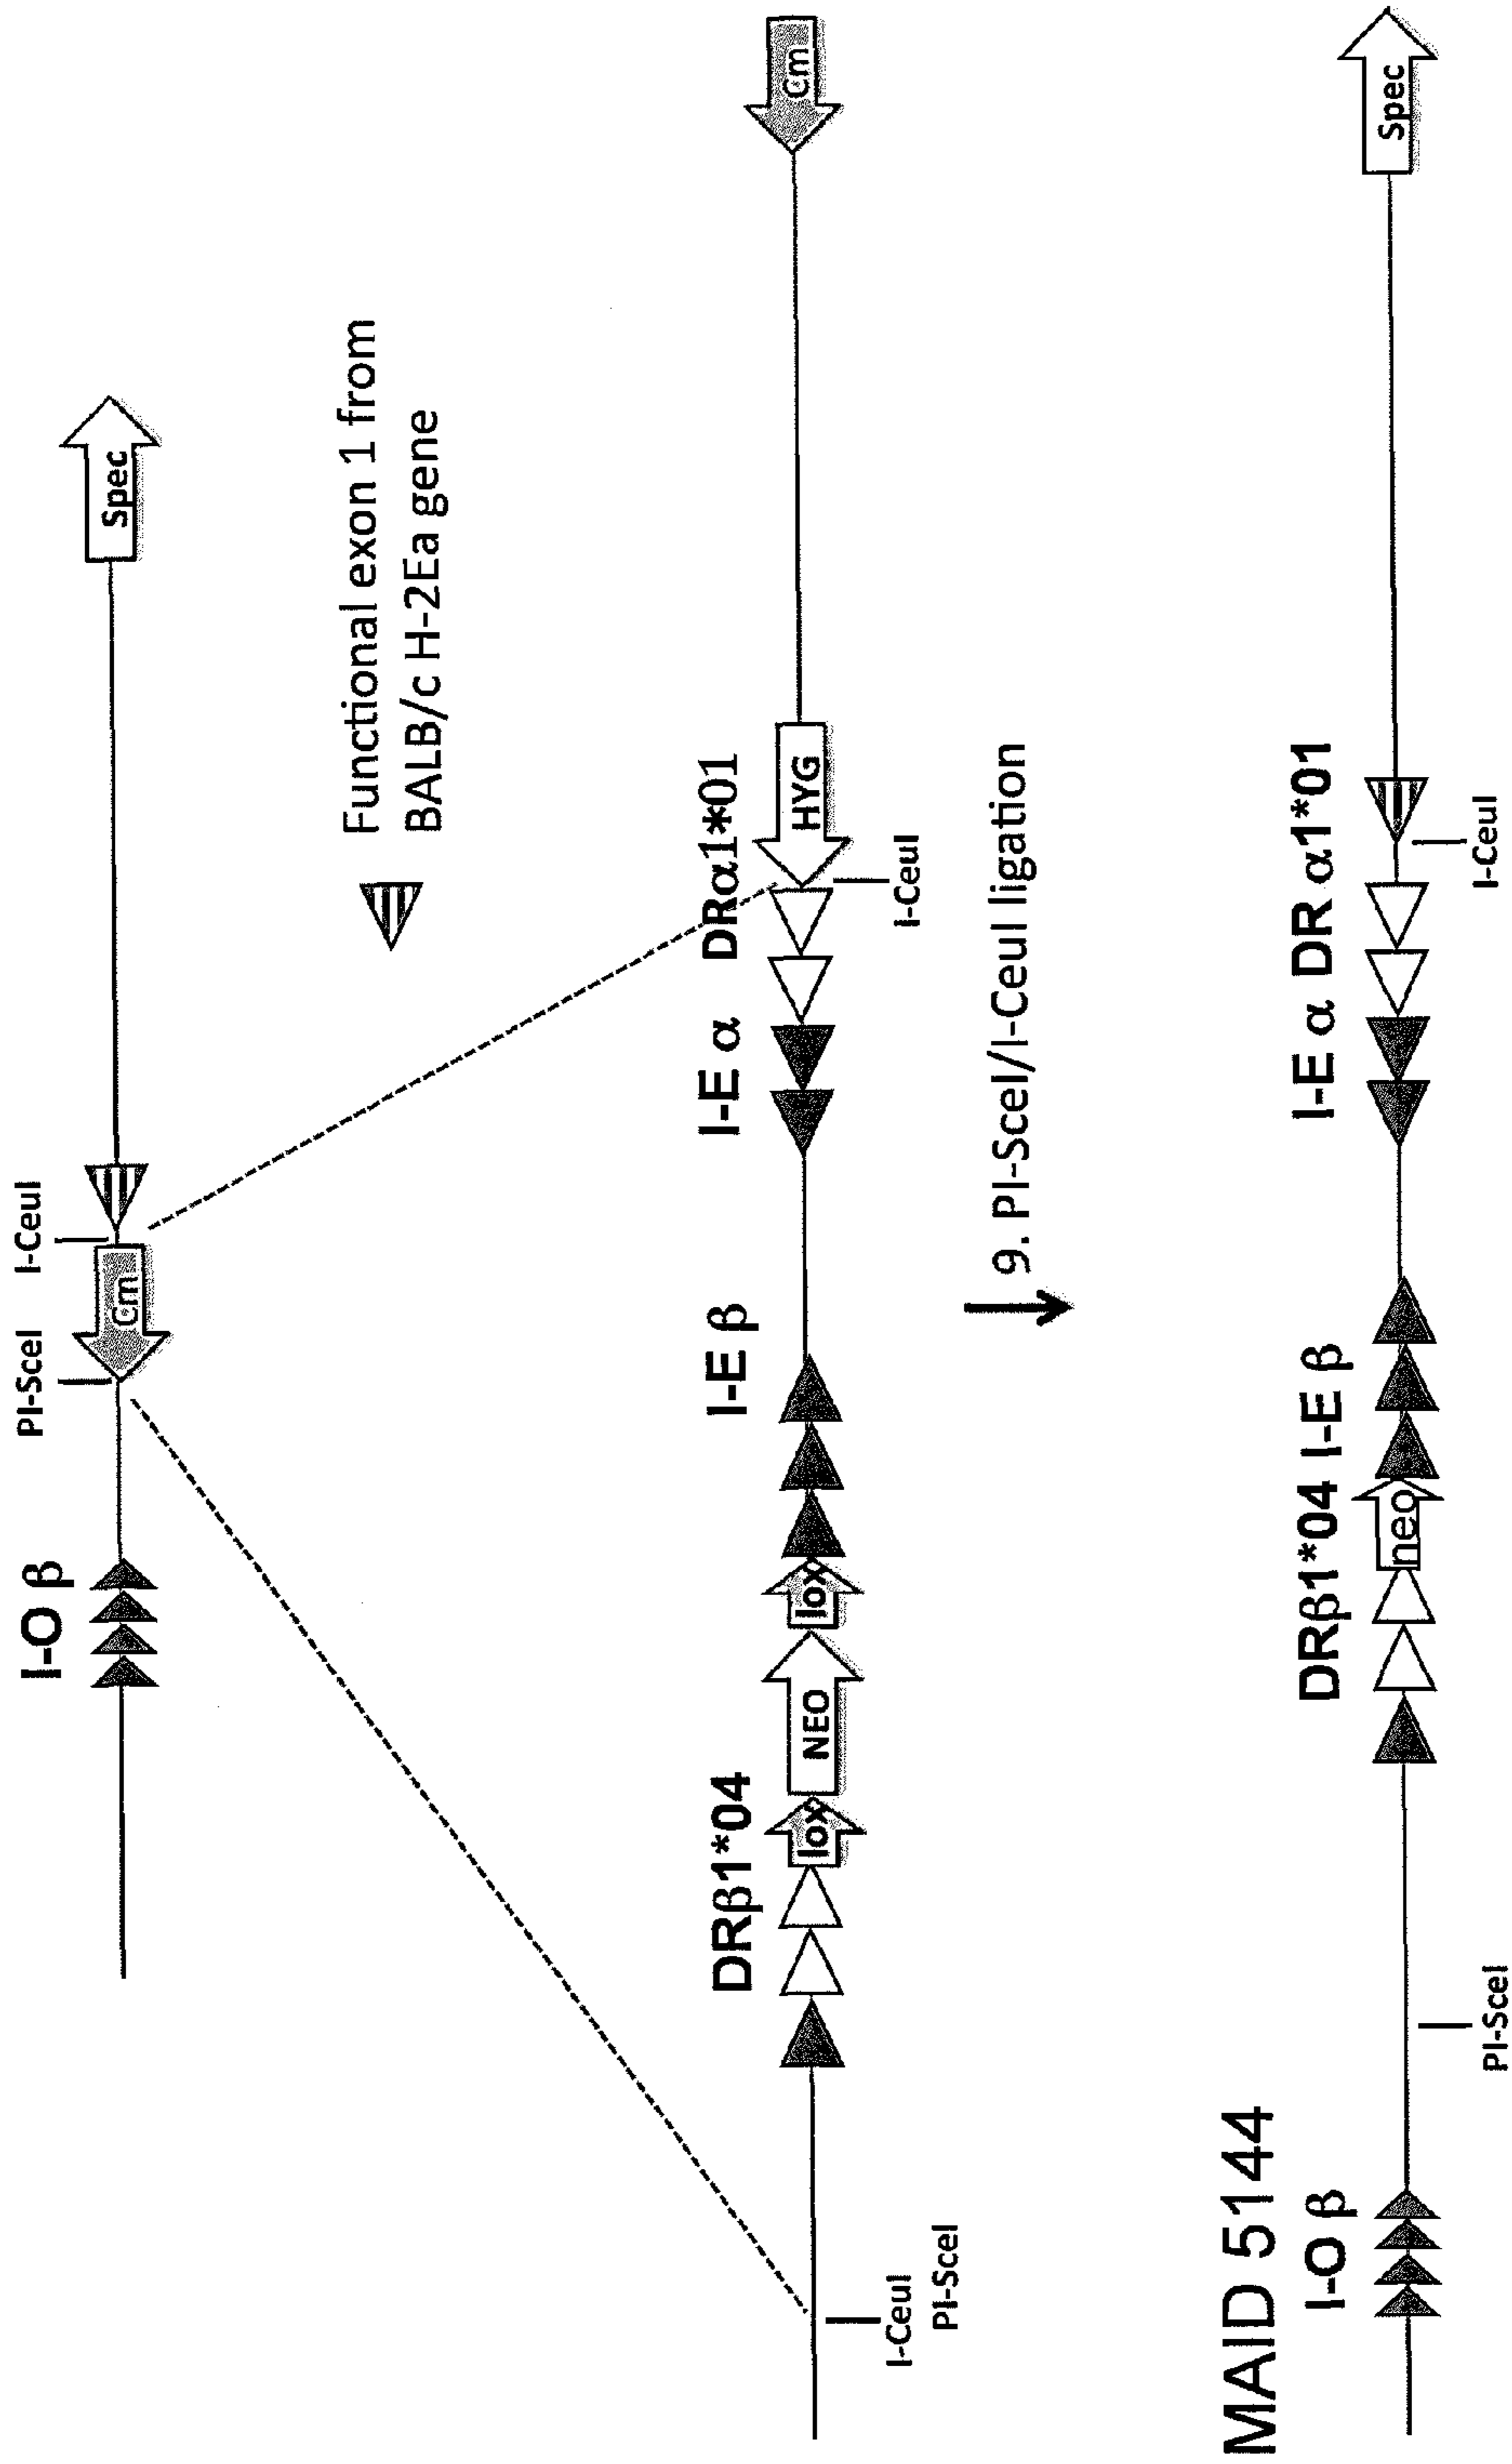 I-O β
PI-SceI
I-CeuI
Cm
Spec
Functional exon 1 from
BALB/c H-2Ea gene
DRβ1*04
I-E β
I-E α
DRα1*01
lox
NEO
lox
HYG
Cm
I-CeuI
PI-SceI
I-CeuI
9. PI-SceI/I-CeuI ligation
MAID 5144
I-O β
DRβ1*04 I-E β
I-E α DR α1*01
neo
Spec
PI-SceI
I-CeuI